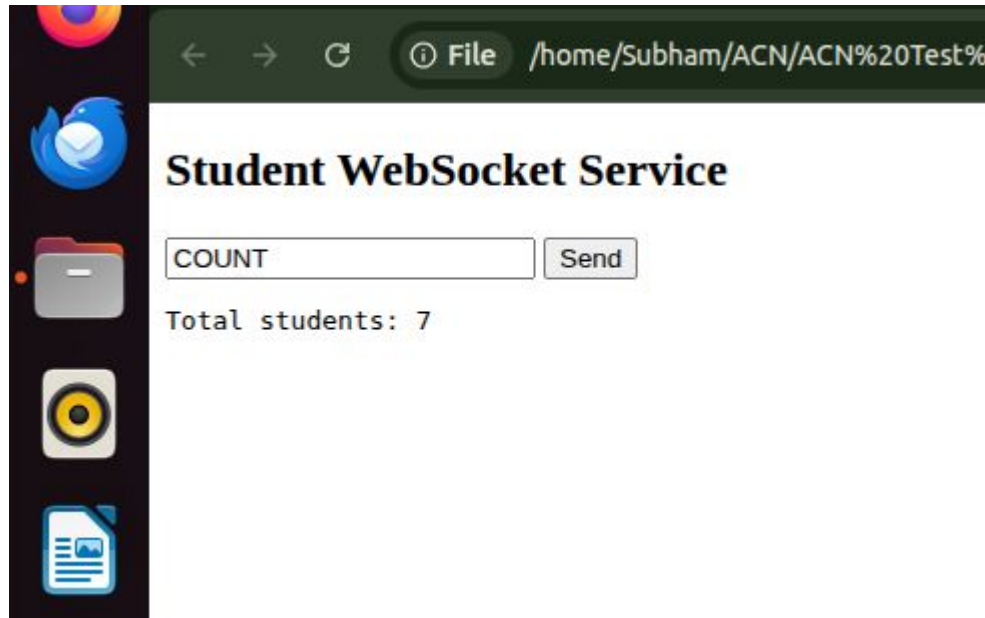 File /home/Subham/ACN/ACN%20Test%
Student WebSocket Service
COUNT Send
Total students: 7